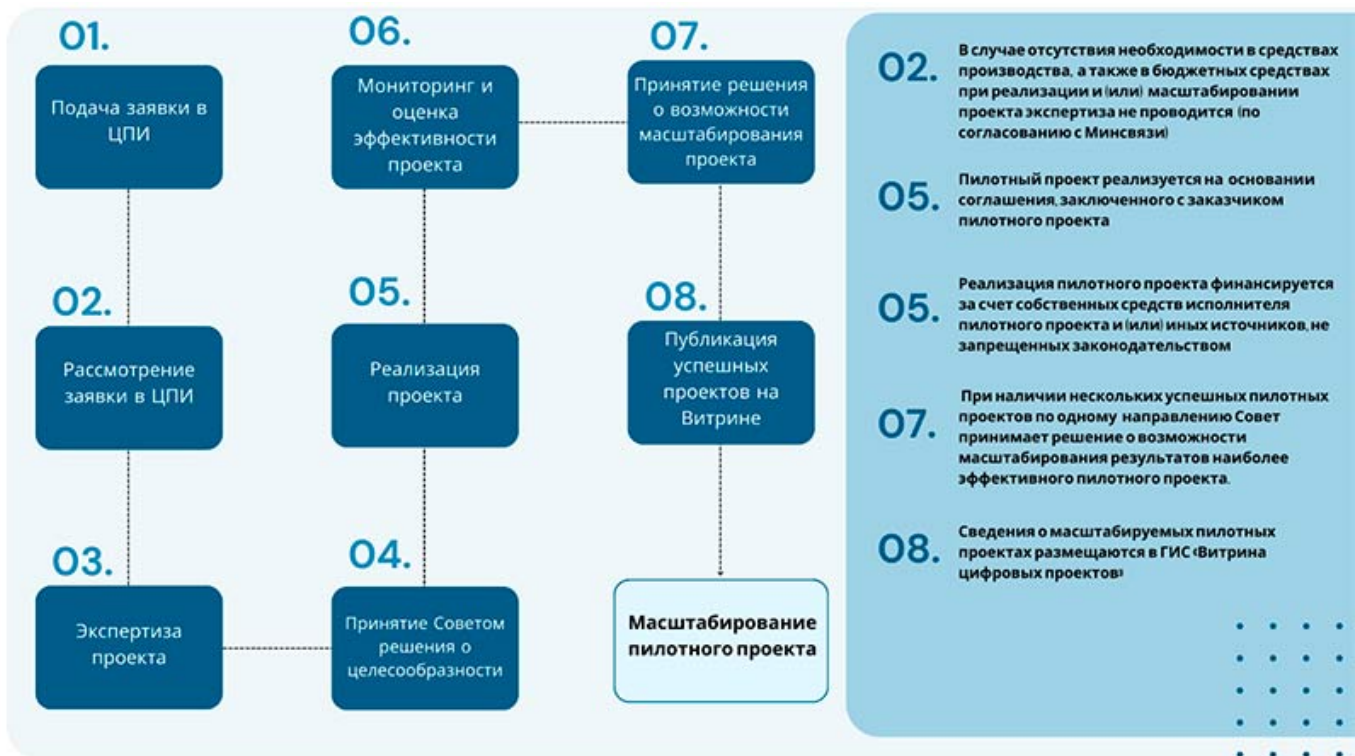 01.
Подача заявки в
ЦПИ
02.
Рассмотрение
заявки в ЦПИ
03.
Экспертиза
проекта
04.
Принятие Советом
решения о
целесообразности
05.
Реализация
проекта
06.
Мониторинг и
оценка
эффективности
проекта
07.
Принятие решения
о возможности
масштабирования
проекта
08.
Публикация
успешных
проектов на
Витрине
Масштабирование
пилотного проекта
02.
В случае отсутствия необходимости в средствах
производства, а также в бюджетных средствах
при реализации и (или) масштабировании
проекта экспертиза не проводится (по
согласованию с Минсвязи)
05.
Пилотный проект реализуется на основании
соглашения, заключенного с заказчиком
пилотного проекта
05.
Реализация пилотного проекта финансируется
за счет собственных средств исполнителя
пилотного проекта и (или) иных источников, не
запрещенных законодательством
07.
При наличии нескольких успешных пилотных
проектов по одному направлению Совет
принимает решение о возможности
масштабирования результатов наиболее
эффективного пилотного проекта.
08.
Сведения о масштабируемых пилотных
проектах размещаются в ГИС «Витрина
цифровых проектов»